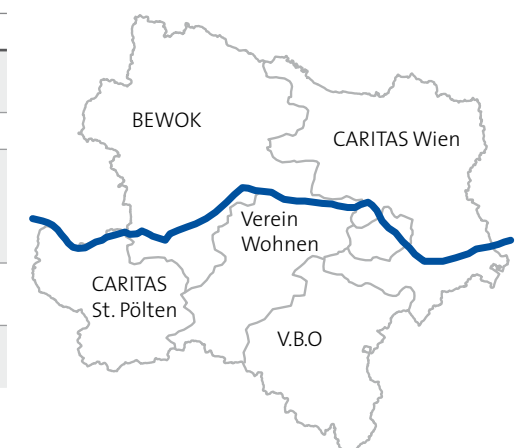 BEWOK
CARITAS Wien
Verein
Wohnen
CARITAS
St. Pölten
V.B.O